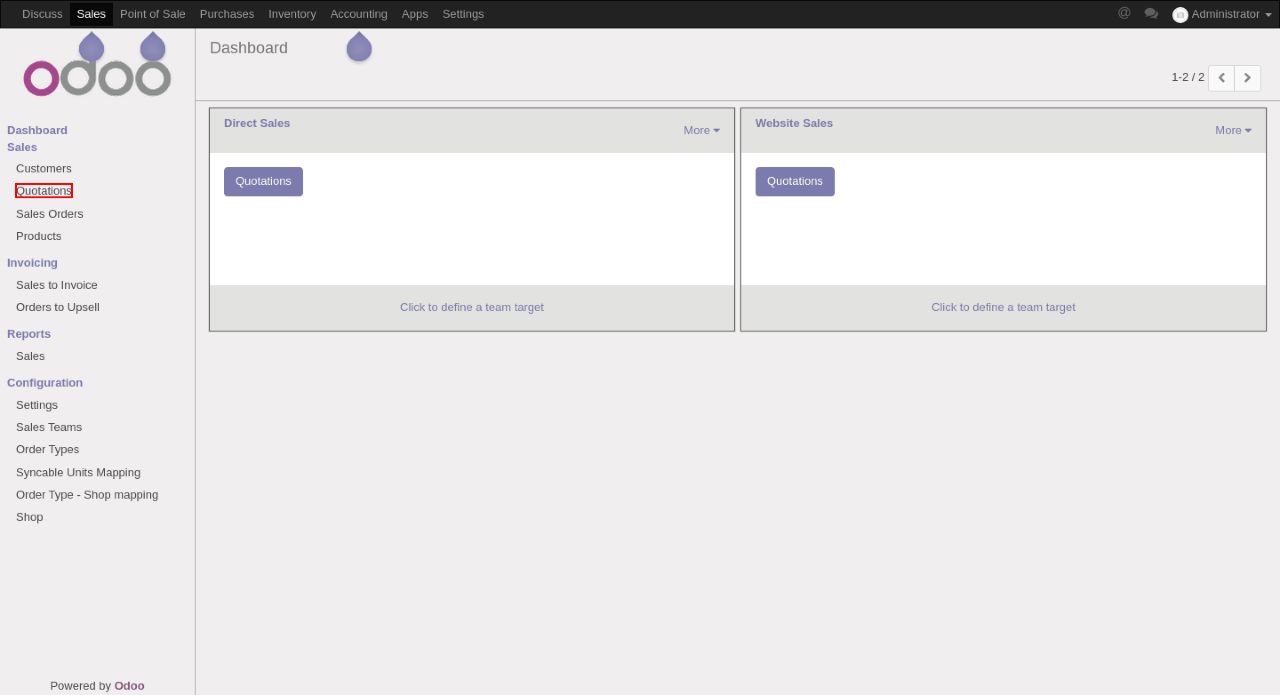 Discuss Sales Point of Sale Purchases Inventory Accounting Apps Settings @ Administrator
odoo
Dashboard
1-2 / 2
Dashboard
Sales
Customers
Quotations
Sales Orders
Products
Invoicing
Sales to Invoice
Orders to Upsell
Reports
Sales
Configuration
Settings
Sales Teams
Order Types
Syncable Units Mapping
Order Type - Shop mapping
Shop
Powered by Odoo
Direct Sales
More
Quotations
Click to define a team target
Website Sales
More
Quotations
Click to define a team target